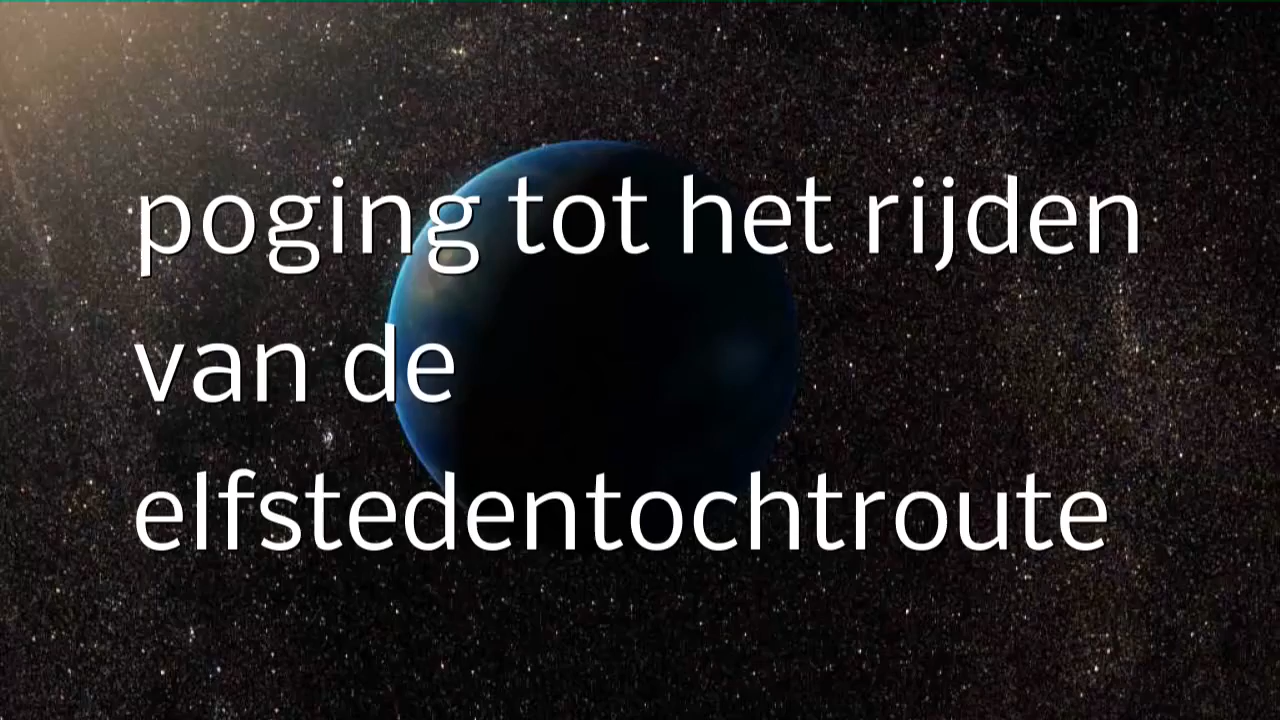 poging tot het rijden
van de
elfstedentochtroute